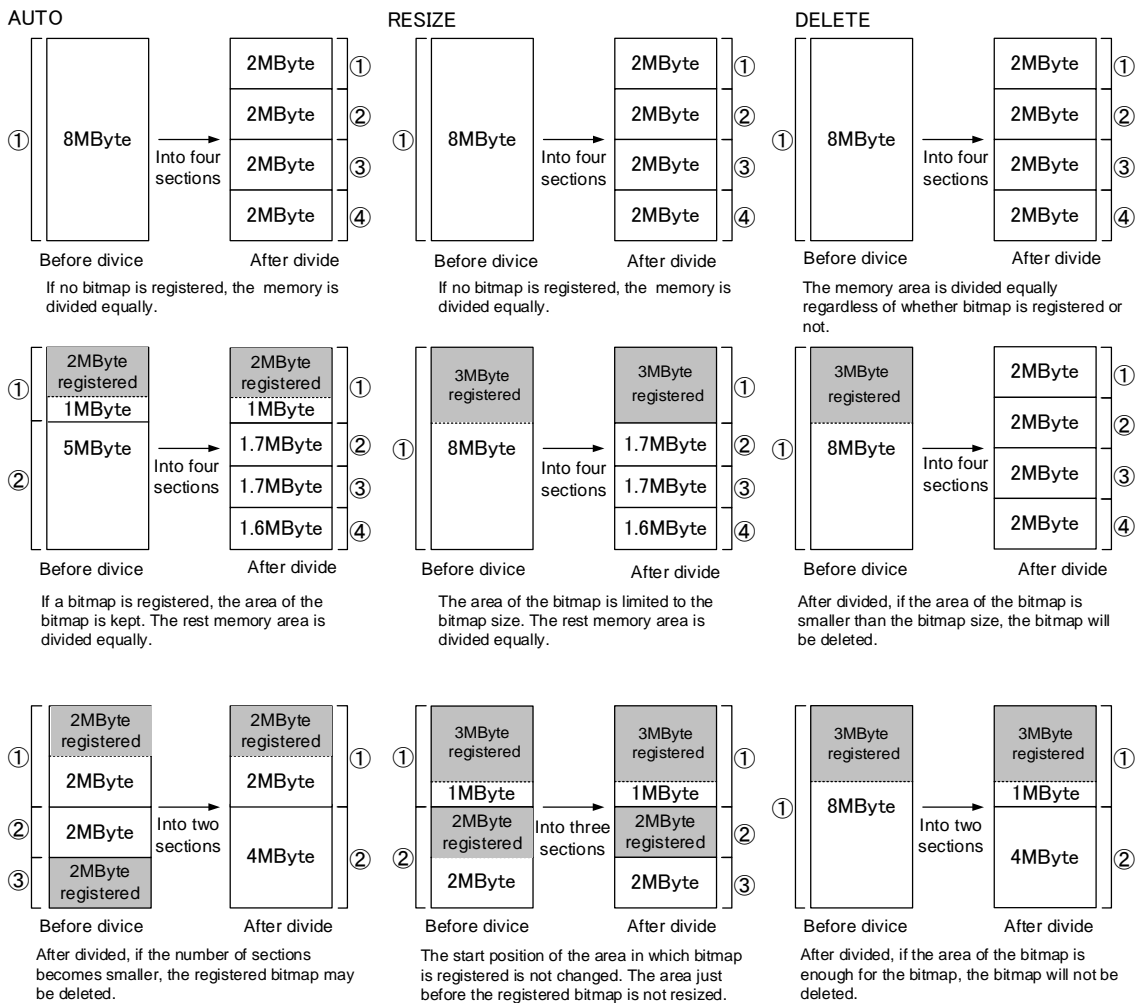 AUTO
①
8MByte
Into four
sections
2MByte ①
2MByte ②
2MByte ③
2MByte ④
Before divice
After divide
If no bitmap is registered, the memory is
divided equally.
RESIZE
①
8MByte
Into four
sections
2MByte ①
2MByte ②
2MByte ③
2MByte ④
Before divice
After divide
If no bitmap is registered, the memory is
divided equally.
DELETE
①
8MByte
Into four
sections
2MByte ①
2MByte ②
2MByte ③
2MByte ④
Before divice
After divide
The memory area is divided equally
regardless of whether bitmap is registered or
not.
①
2MByte
registered
1MByte
②
5MByte
Into four
sections
2MByte
registered
①
1MByte
1.7MByte ②
1.7MByte ③
1.6MByte ④
Before divice
After divide
If a bitmap is registered, the area of the
bitmap is kept. The rest memory area is
divided equally.
3MByte
registered
①
8MByte
Into four
sections
3MByte
registered
①
1.7MByte ②
1.7MByte ③
1.6MByte ④
Before divice
After divide
The area of the bitmap is limited to the
bitmap size. The rest memory area is
divided equally.
3MByte
registered
①
8MByte
Into four
sections
2MByte ①
2MByte ②
2MByte ③
2MByte ④
Before divice
After divide
After divided, if the area of the bitmap is
smaller than the bitmap size, the bitmap will
be deleted.
2MByte
registered
①
2MByte
②
2MByte
③
2MByte
registered
Into two
sections
2MByte
registered
①
2MByte
4MByte ②
Before divice
After divide
After divided, if the number of sections
becomes smaller, the registered bitmap may
be deleted.
3MByte
registered
①
1MByte
2MByte
registered
②
2MByte
Into three
sections
3MByte
registered
①
1MByte
2MByte
registered
②
2MByte ③
Before divice
After divide
The start position of the area in which bitmap
is registered is not changed. The area just
before the registered bitmap is not resized.
3MByte
registered
①
8MByte
Into two
sections
3MByte
registered
①
1MByte
4MByte ②
Before divice
After divide
After divided, if the area of the bitmap is
enough for the bitmap, the bitmap will not be
deleted.